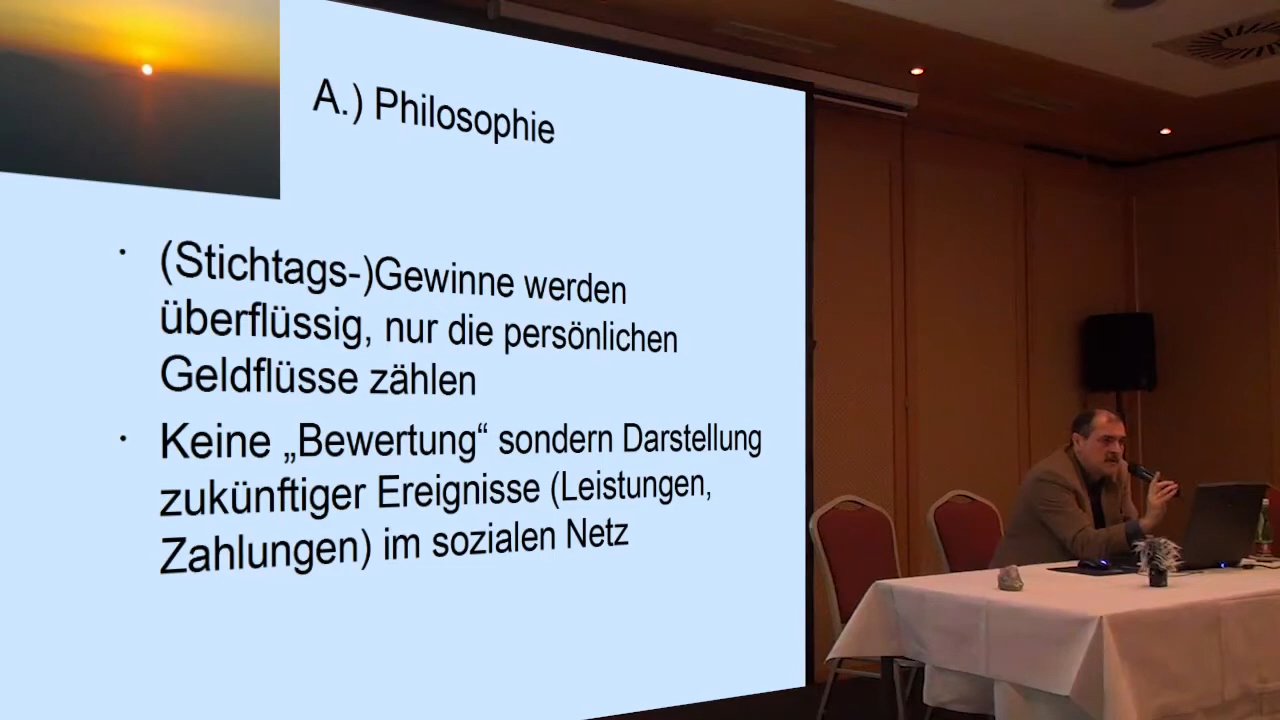 A.) Philosophie
• (Stichtags-)Gewinne werden
überflüssig, nur die persönlichen
Geldflüsse zählen
• Keine „Bewertung“ sondern Darstellung
zukünftiger Ereignisse (Leistungen,
Zahlungen) im sozialen Netz